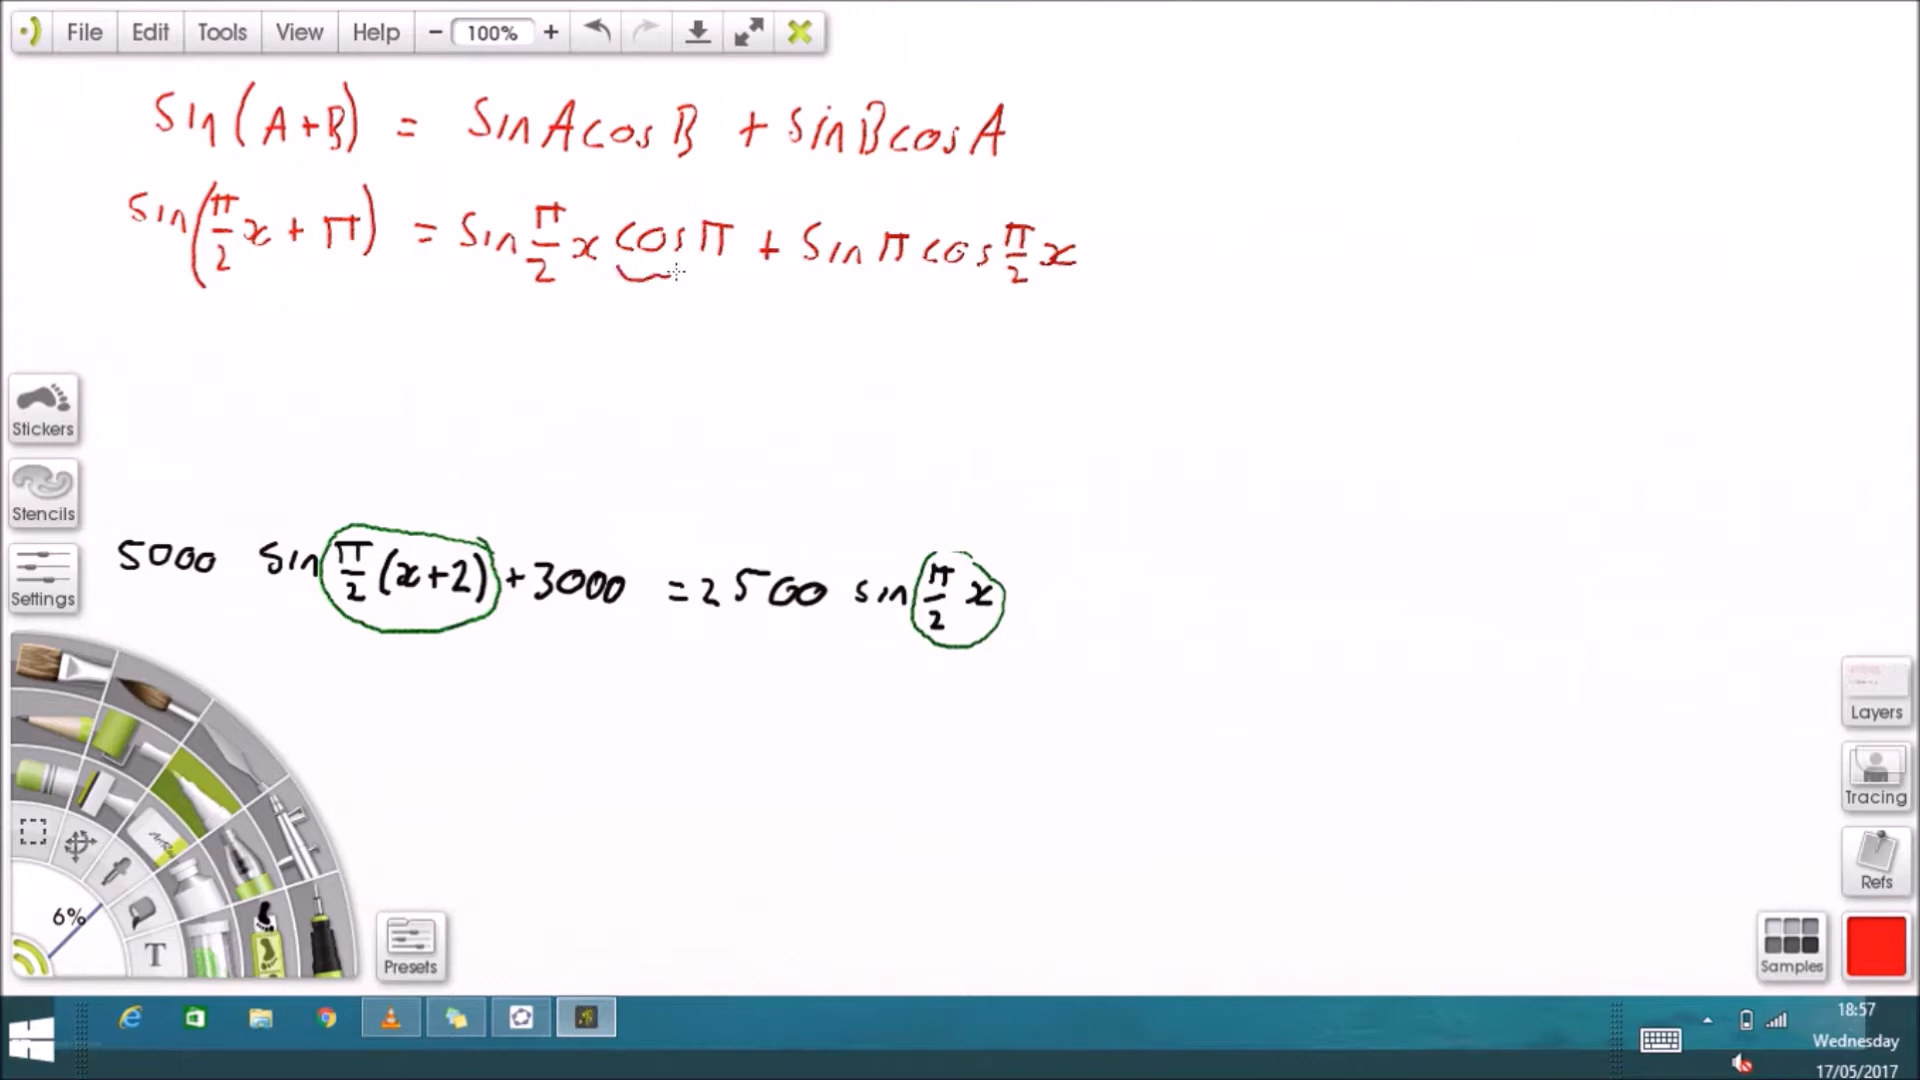 File Edit Tools View Help − 100% +
sin(A+B) = sinAcosB + sinBcosA
sin(π/2 x + π) = sin π/2 x cosπ + sinπ cos π/2 x
Stickers
Stencils
Settings
5000 sin π/2 (x+2) +3000 = 2500 sin π/2 x
Layers
Tracing
Refs
6%
T
Presets
Samples
18:57
Wednesday
17/05/2017